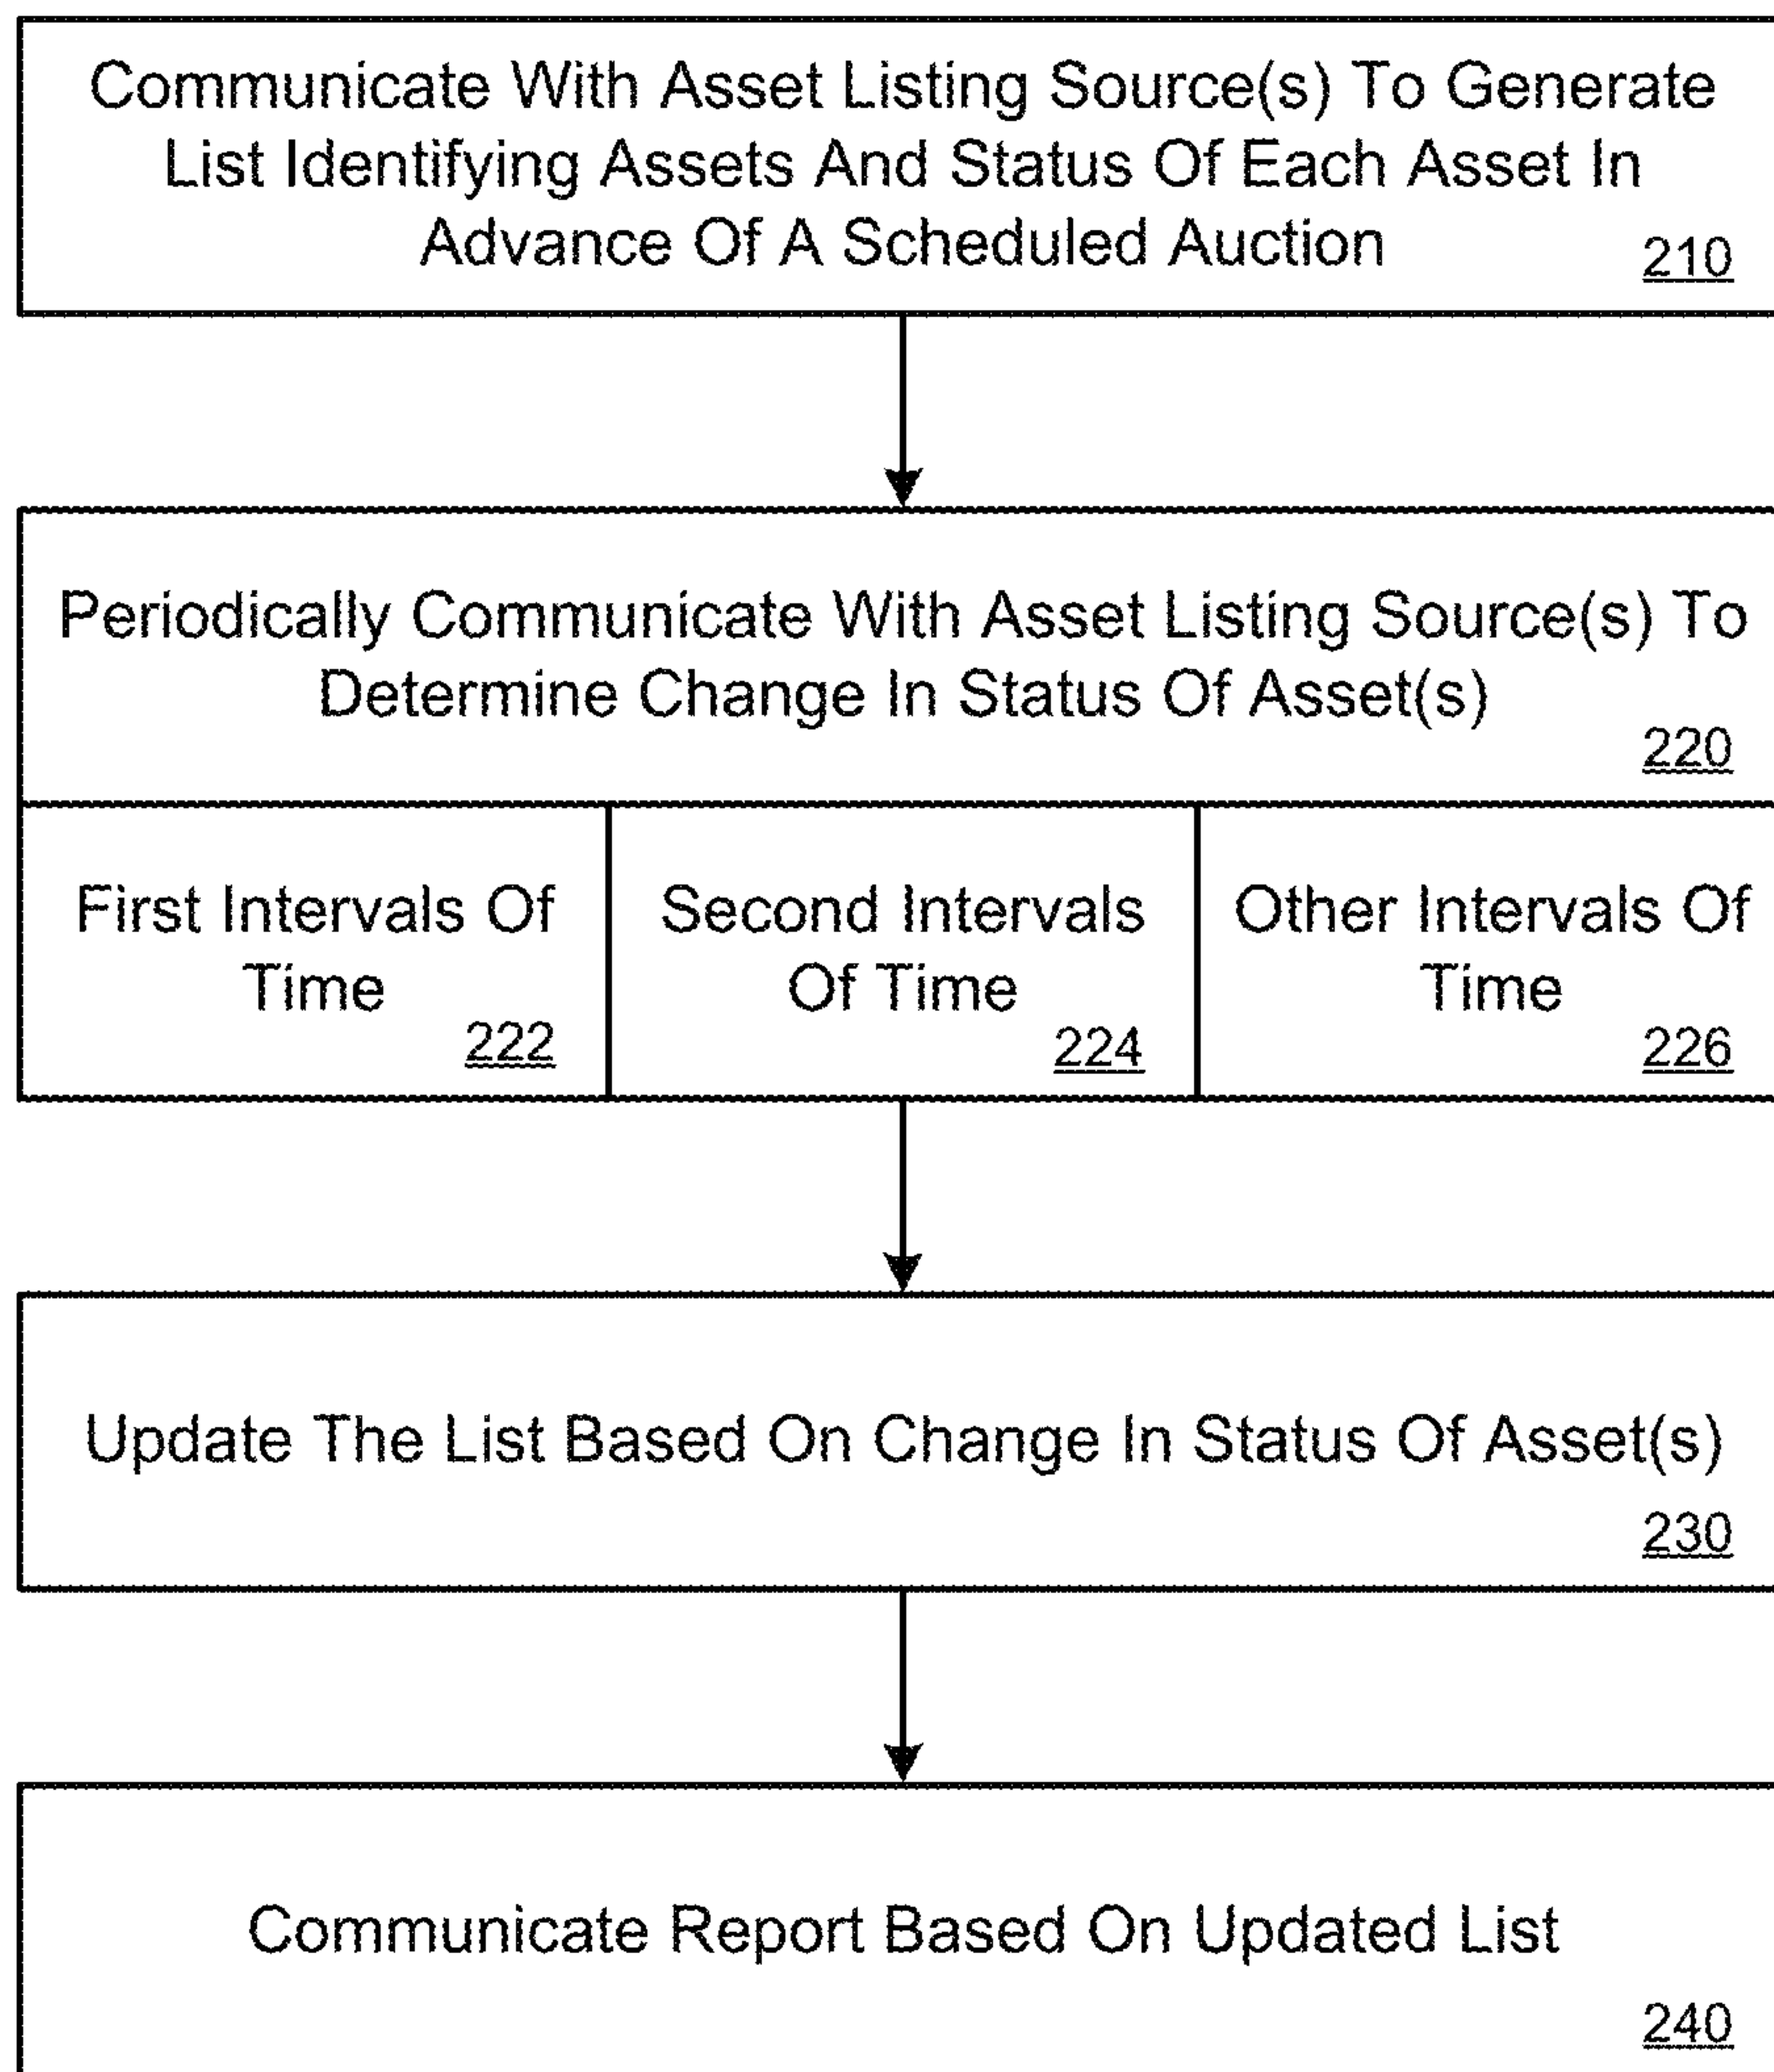 Communicate With Asset Listing Source(s) To Generate
List Identifying Assets And Status Of Each Asset In
Advance Of A Scheduled Auction
210
Periodically Communicate With Asset Listing Source(s) To
Determine Change In Status Of Asset(s)
220
First Intervals Of
Time
222
Second Intervals
Of Time
224
Other Intervals Of
Time
226
Update The List Based On Change In Status Of Asset(s)
230
Communicate Report Based On Updated List
240